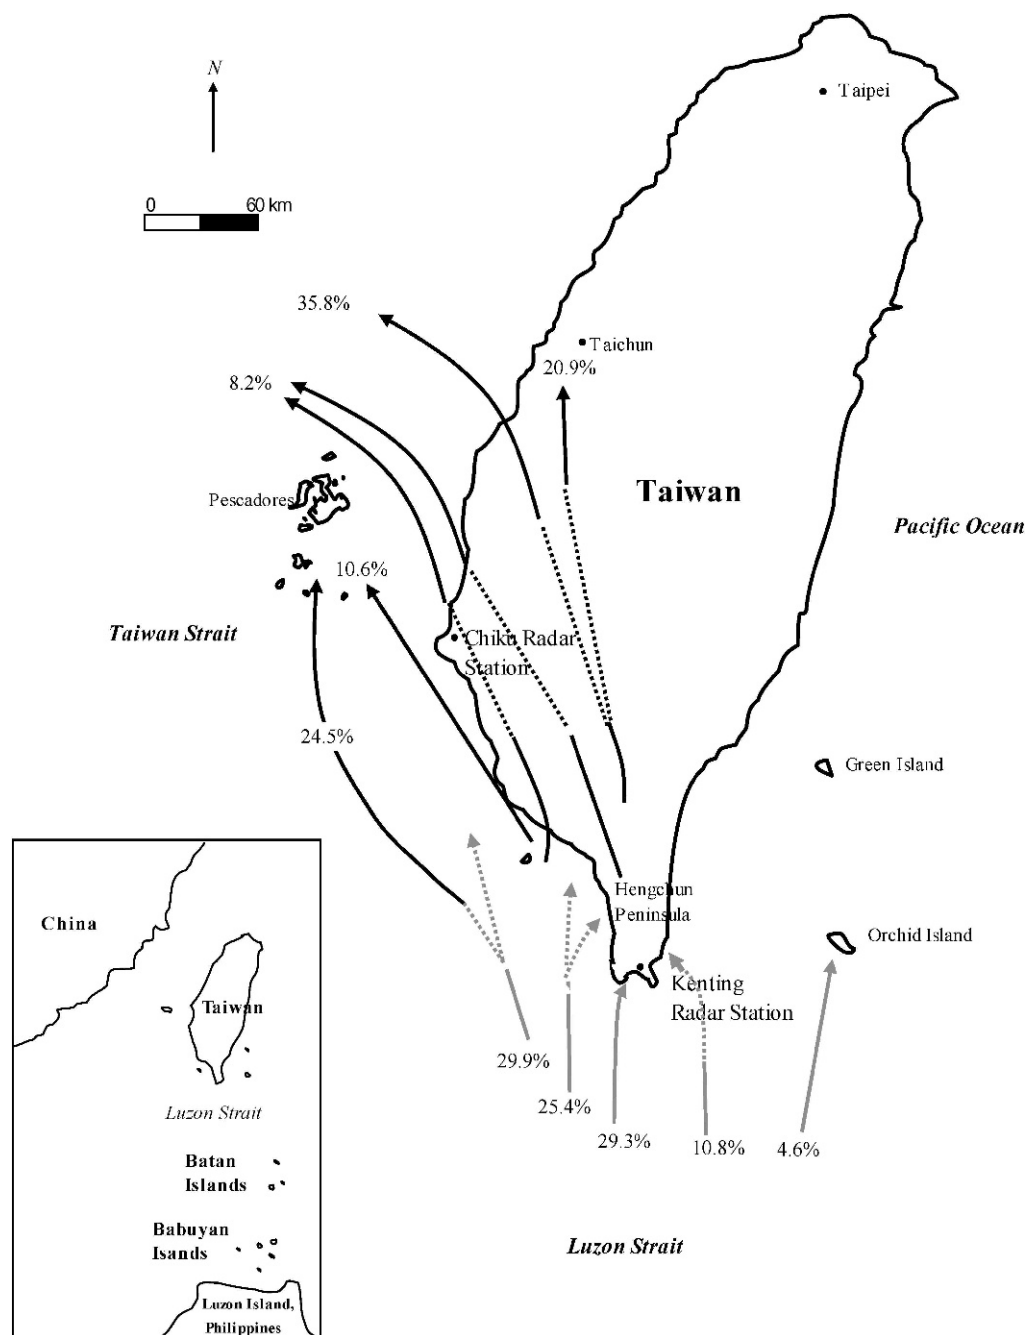 N
Taipei
0 60 km
35.8%
Taichun
20.9%
8.2%
Taiwan
Pescadores
Pacific Ocean
10.6%
Taiwan Strait
Chiku Radar
Station
24.5%
Green Island
Hengchun
Peninsula
Orchid Island
Kenting
Radar Station
29.9%
25.4%
29.3%
10.8%
4.6%
Luzon Strait
China
Taiwan
Luzon Strait
Batan
Islands
Babuyan
Isands
Luzon Island,
Philippines